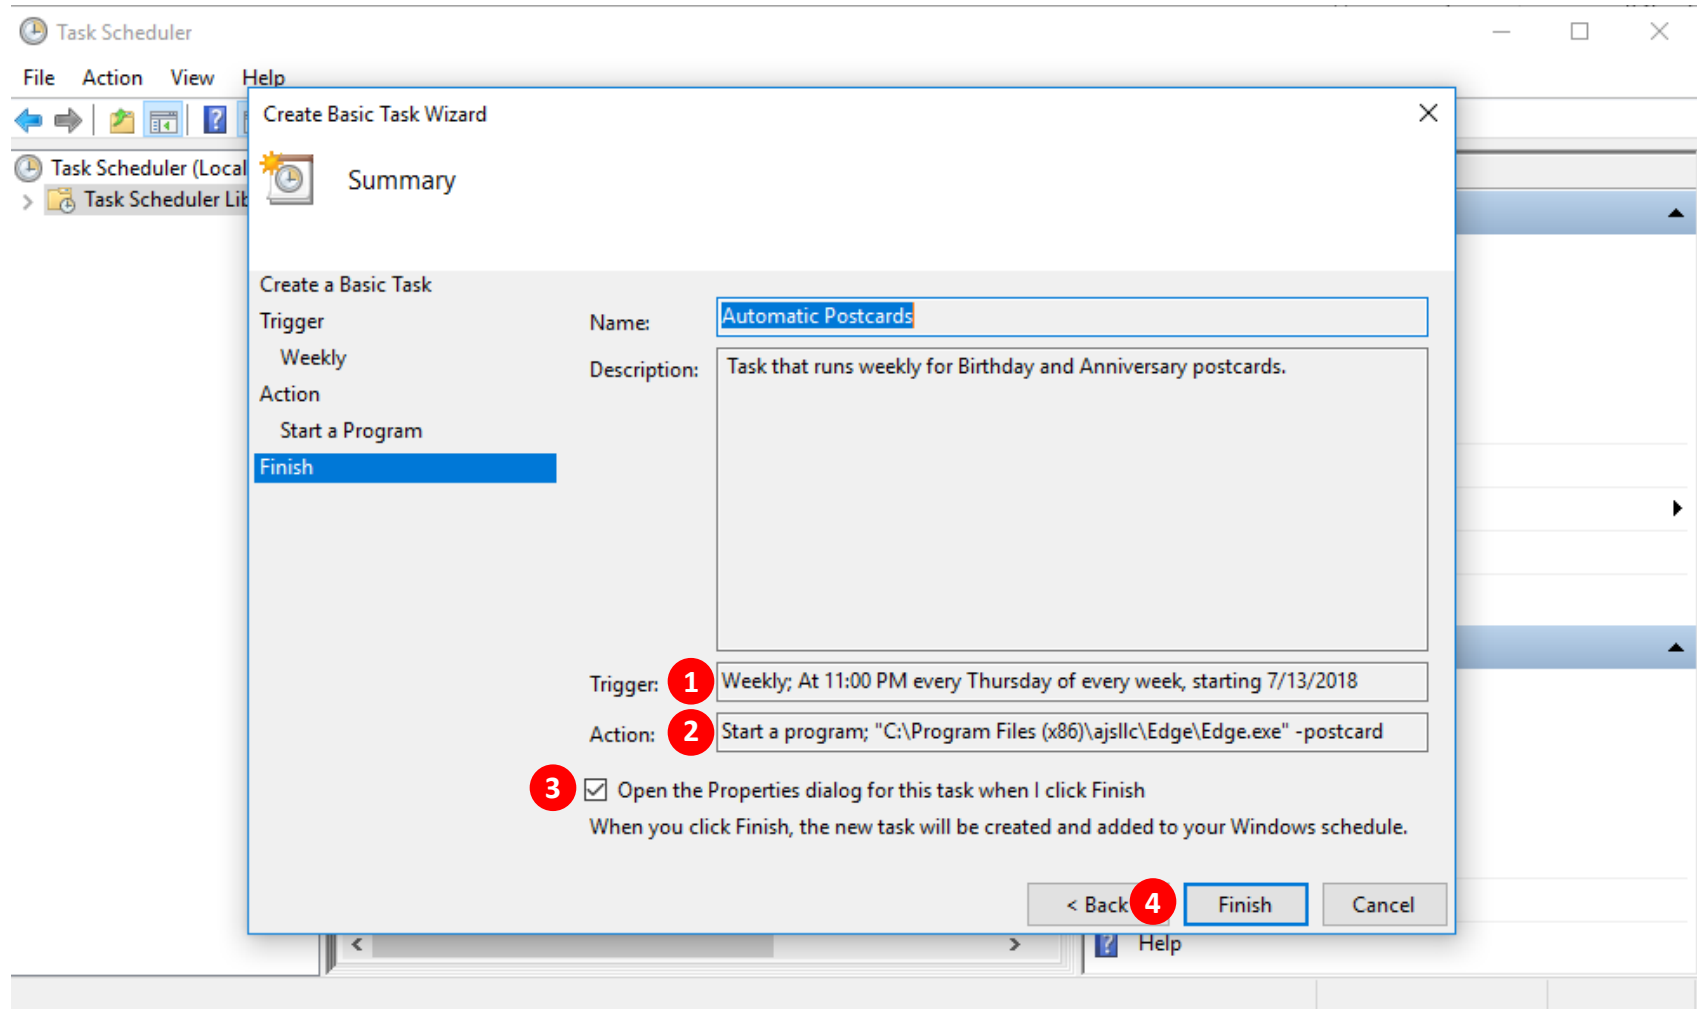 Task Scheduler
File Action View Help
Create Basic Task Wizard
Task Scheduler (Local
Task Scheduler Lib
Summary
Create a Basic Task
Trigger
Weekly
Action
Start a Program
Finish
Name: Automatic Postcards
Description: Task that runs weekly for Birthday and Anniversary postcards.
Trigger: 1 Weekly; At 11:00 PM every Thursday of every week, starting 7/13/2018
Action: 2 Start a program; "C:\Program Files (x86)\ajsllc\Edge\Edge.exe" -postcard
3 Open the Properties dialog for this task when I click Finish
When you click Finish, the new task will be created and added to your Windows schedule.
< Back 4 Finish Cancel
Help